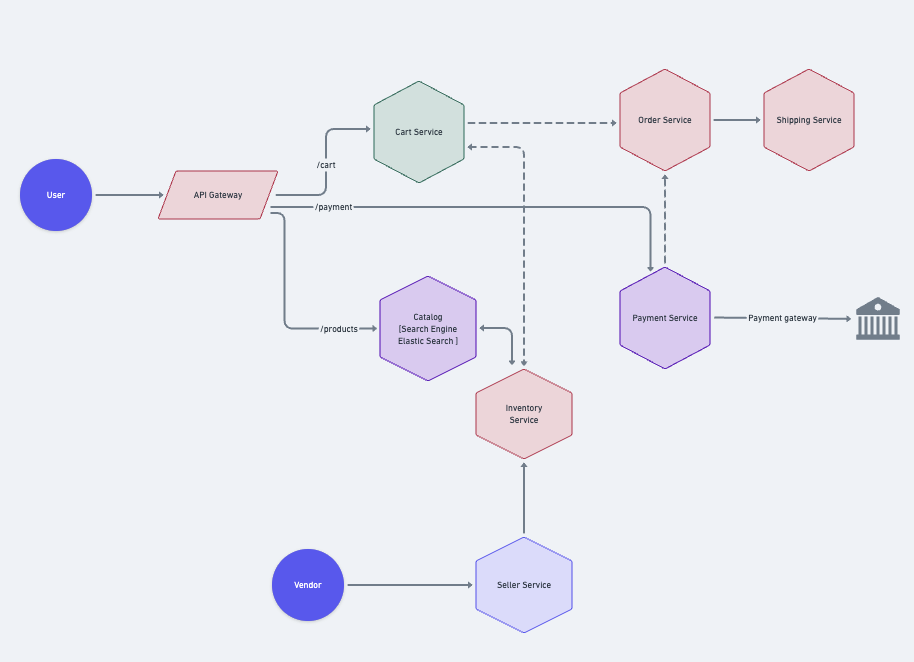 Cart Service
Order Service
Shipping Service
/cart
User
API Gateway
/payment
Catalog
[Search Engine
Elastic Search ]
/products
Payment Service
Payment gateway
Inventory
Service
Vendor
Seller Service